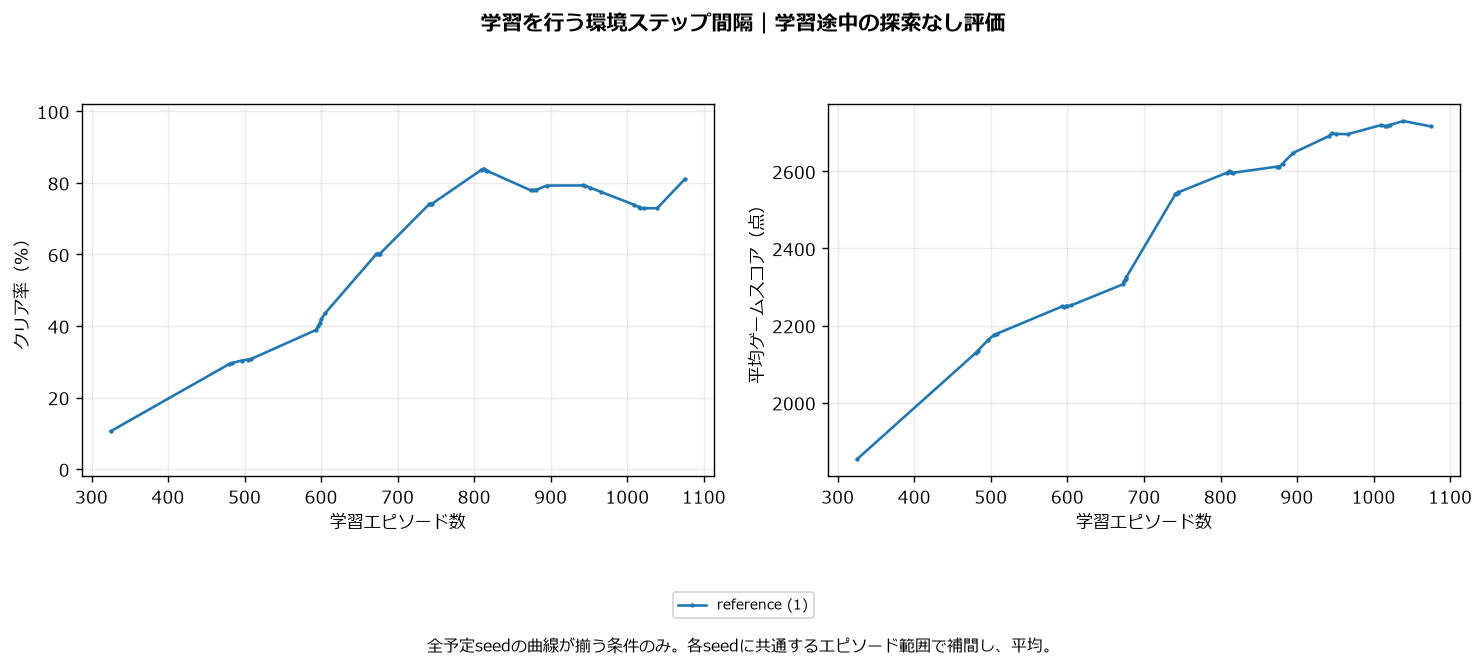 学習を行う環境ステップ間隔｜学習途中の探索なし評価
クリア率（%）
100
80
60
40
20
0
300 400 500 600 700 800 900 1000 1100
学習エピソード数
平均ゲームスコア（点）
2600
2400
2200
2000
300 400 500 600 700 800 900 1000 1100
学習エピソード数
reference (1)
全予定seedの曲線が揃う条件のみ。各seedに共通するエピソード範囲で補間し、平均。